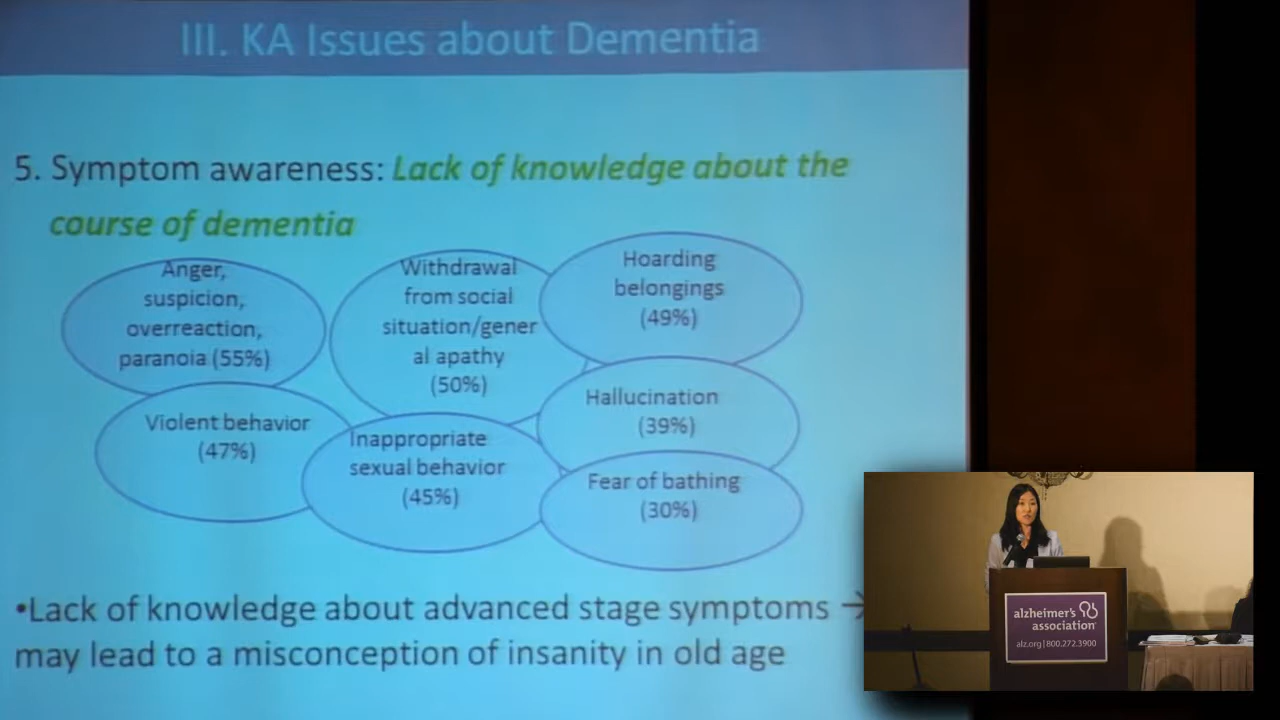 III. KA Issues about Dementia
5. Symptom awareness: Lack of knowledge about the
course of dementia
Anger,
suspicion,
overreaction,
paranoia (55%)
Withdrawal
from social
situation/gener
al apathy
(50%)
Hoarding
belongings
(49%)
Violent behavior
(47%)
Inappropriate
sexual behavior
(45%)
Hallucination
(39%)
Fear of bathing
(30%)
•Lack of knowledge about advanced stage symptoms →
may lead to a misconception of insanity in old age
alzheimer's
association
alz.org | 800.272.3900